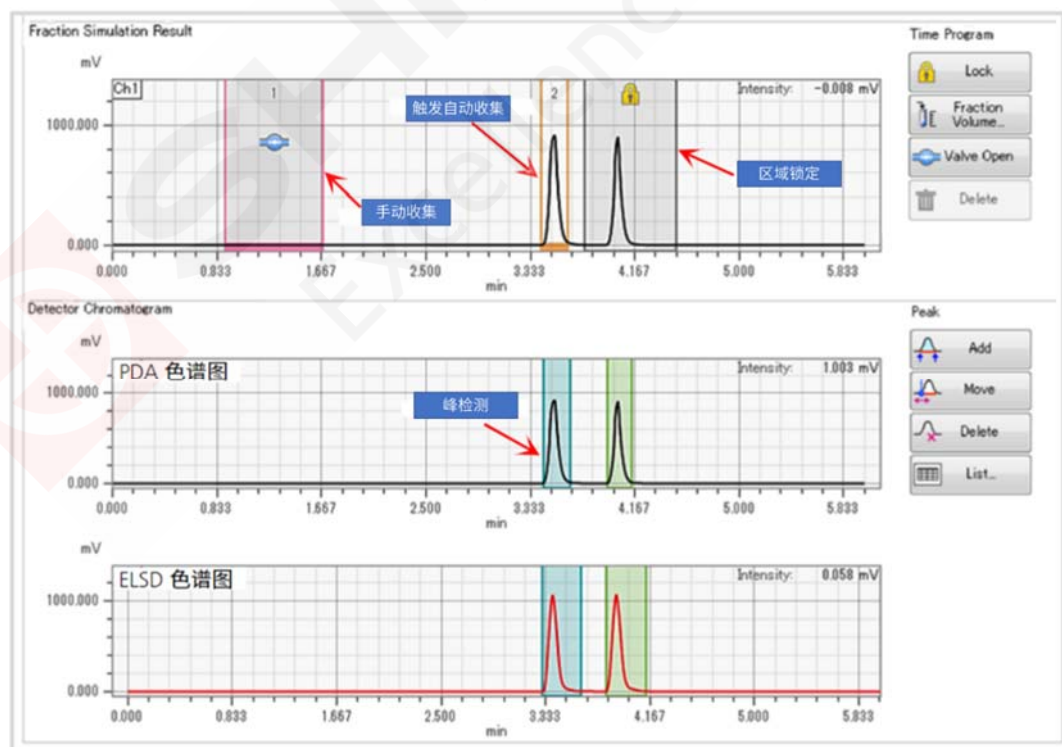 Fraction Simulation Result
Time Program
mV
Ch1
1
2
Intensity: -0.008 mV
触发自动收集
区域锁定
手动收集
1000.000
0.000
0.000 0.833 1.667 2.500 3.333 4.167 5.000 5.833
min
Lock
Fraction
Volume...
Valve Open
Delete
Detector Chromatogram
Peak
mV
PDA 色谱图
Intensity: 1.003 mV
峰检测
1000.000
0.000
0.000 0.833 1.667 2.500 3.333 4.167 5.000 5.833
min
Add
Move
Delete
List...
mV
ELSD 色谱图
Intensity: 0.058 mV
1000.000
0.000
0.000 0.833 1.667 2.500 3.333 4.167 5.000 5.833
min